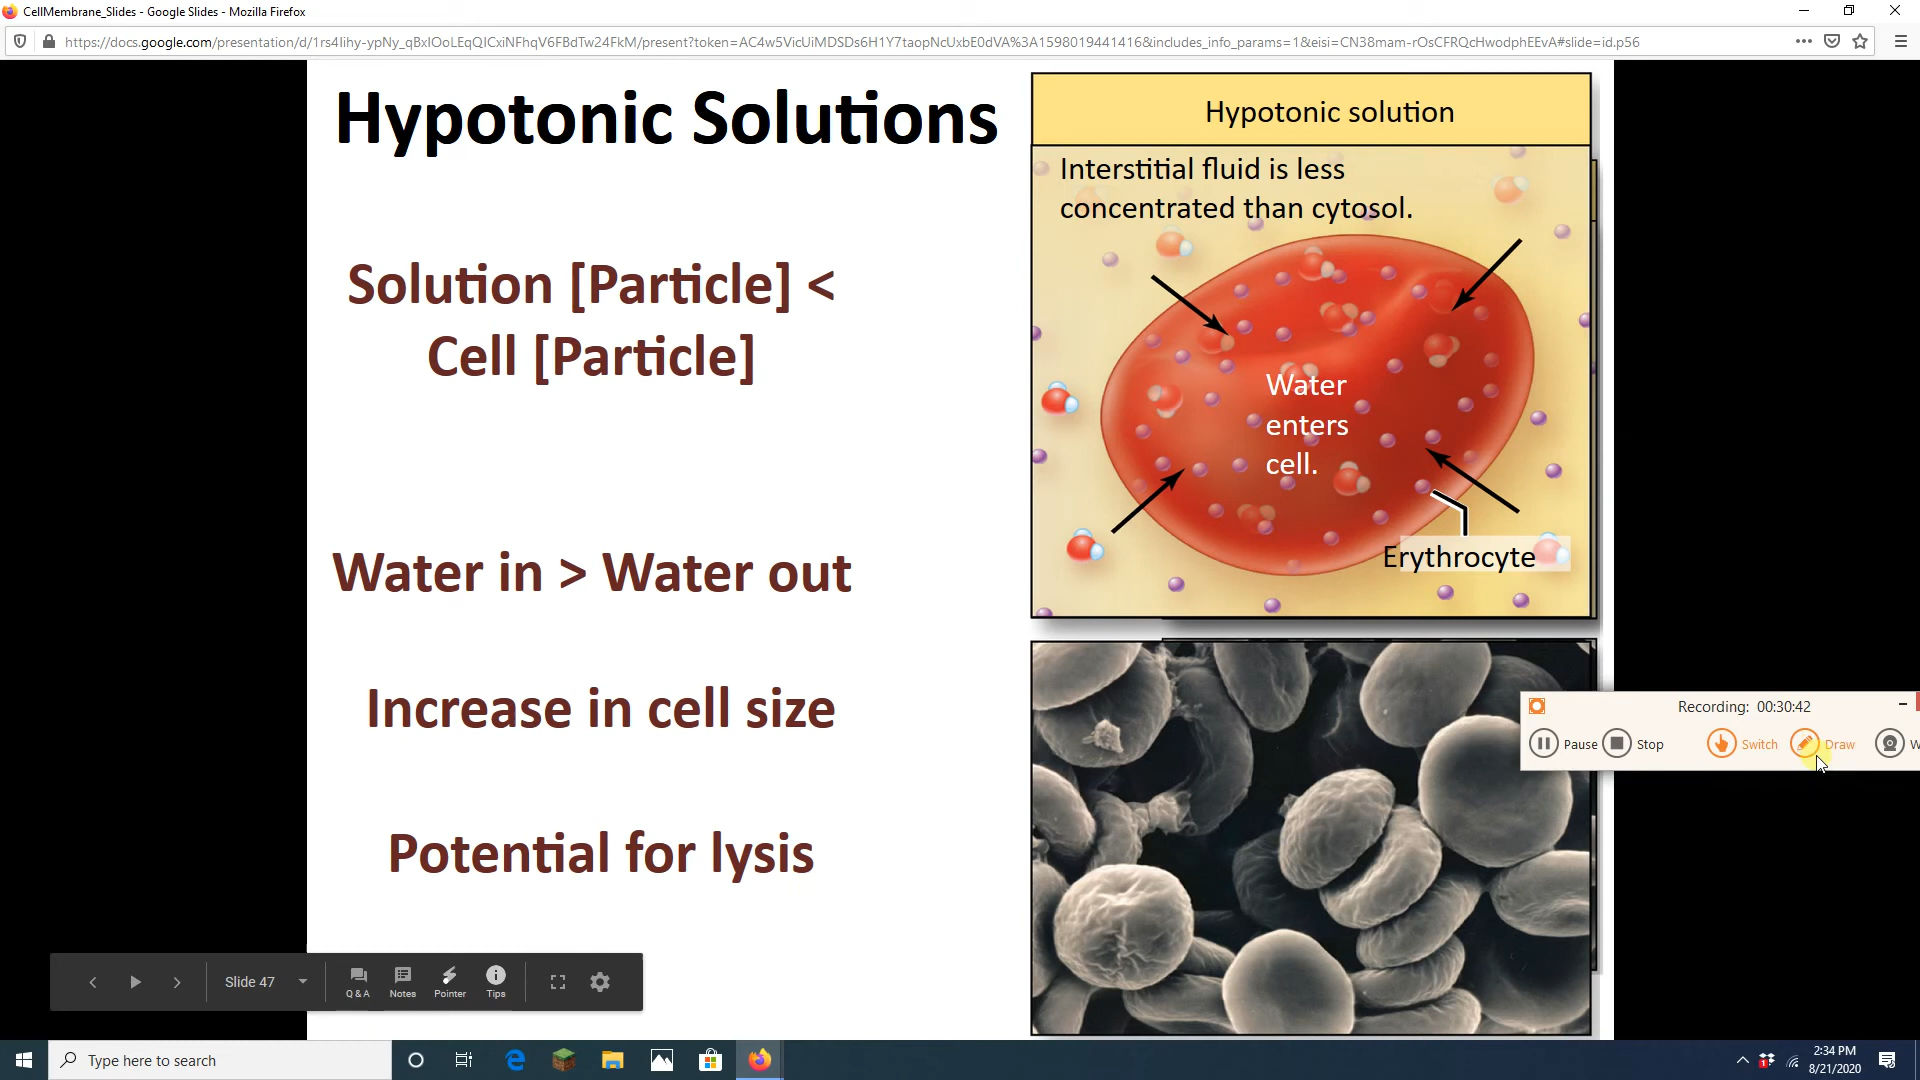 CellMembrane_Slides - Google Slides - Mozilla Firefox
https://docs.google.com/presentation/d/1rs4Iihy-ypNy_qBxIOoLEqQICxiNFhqV6FBdTw24FkM/present?token=AC4w5VicUiMDSDs6H1Y7taopNcUxbE0dVA%3A1598019441416&includes_info_params=1&eisi=CN38mam-rOsCFRQcHwodphEEvA#slide=id.p56
Hypotonic Solutions
Solution [Particle] <
Cell [Particle]
Water in > Water out
Increase in cell size
Potential for lysis
Hypotonic solution
Interstitial fluid is less
concentrated than cytosol.
Water
enters
cell.
Erythrocyte
Recording: 00:30:42
Pause
Stop
Switch
Draw
W
Slide 47
Q & A
Notes
Pointer
Tips
Type here to search
1
2:34 PM
8/21/2020